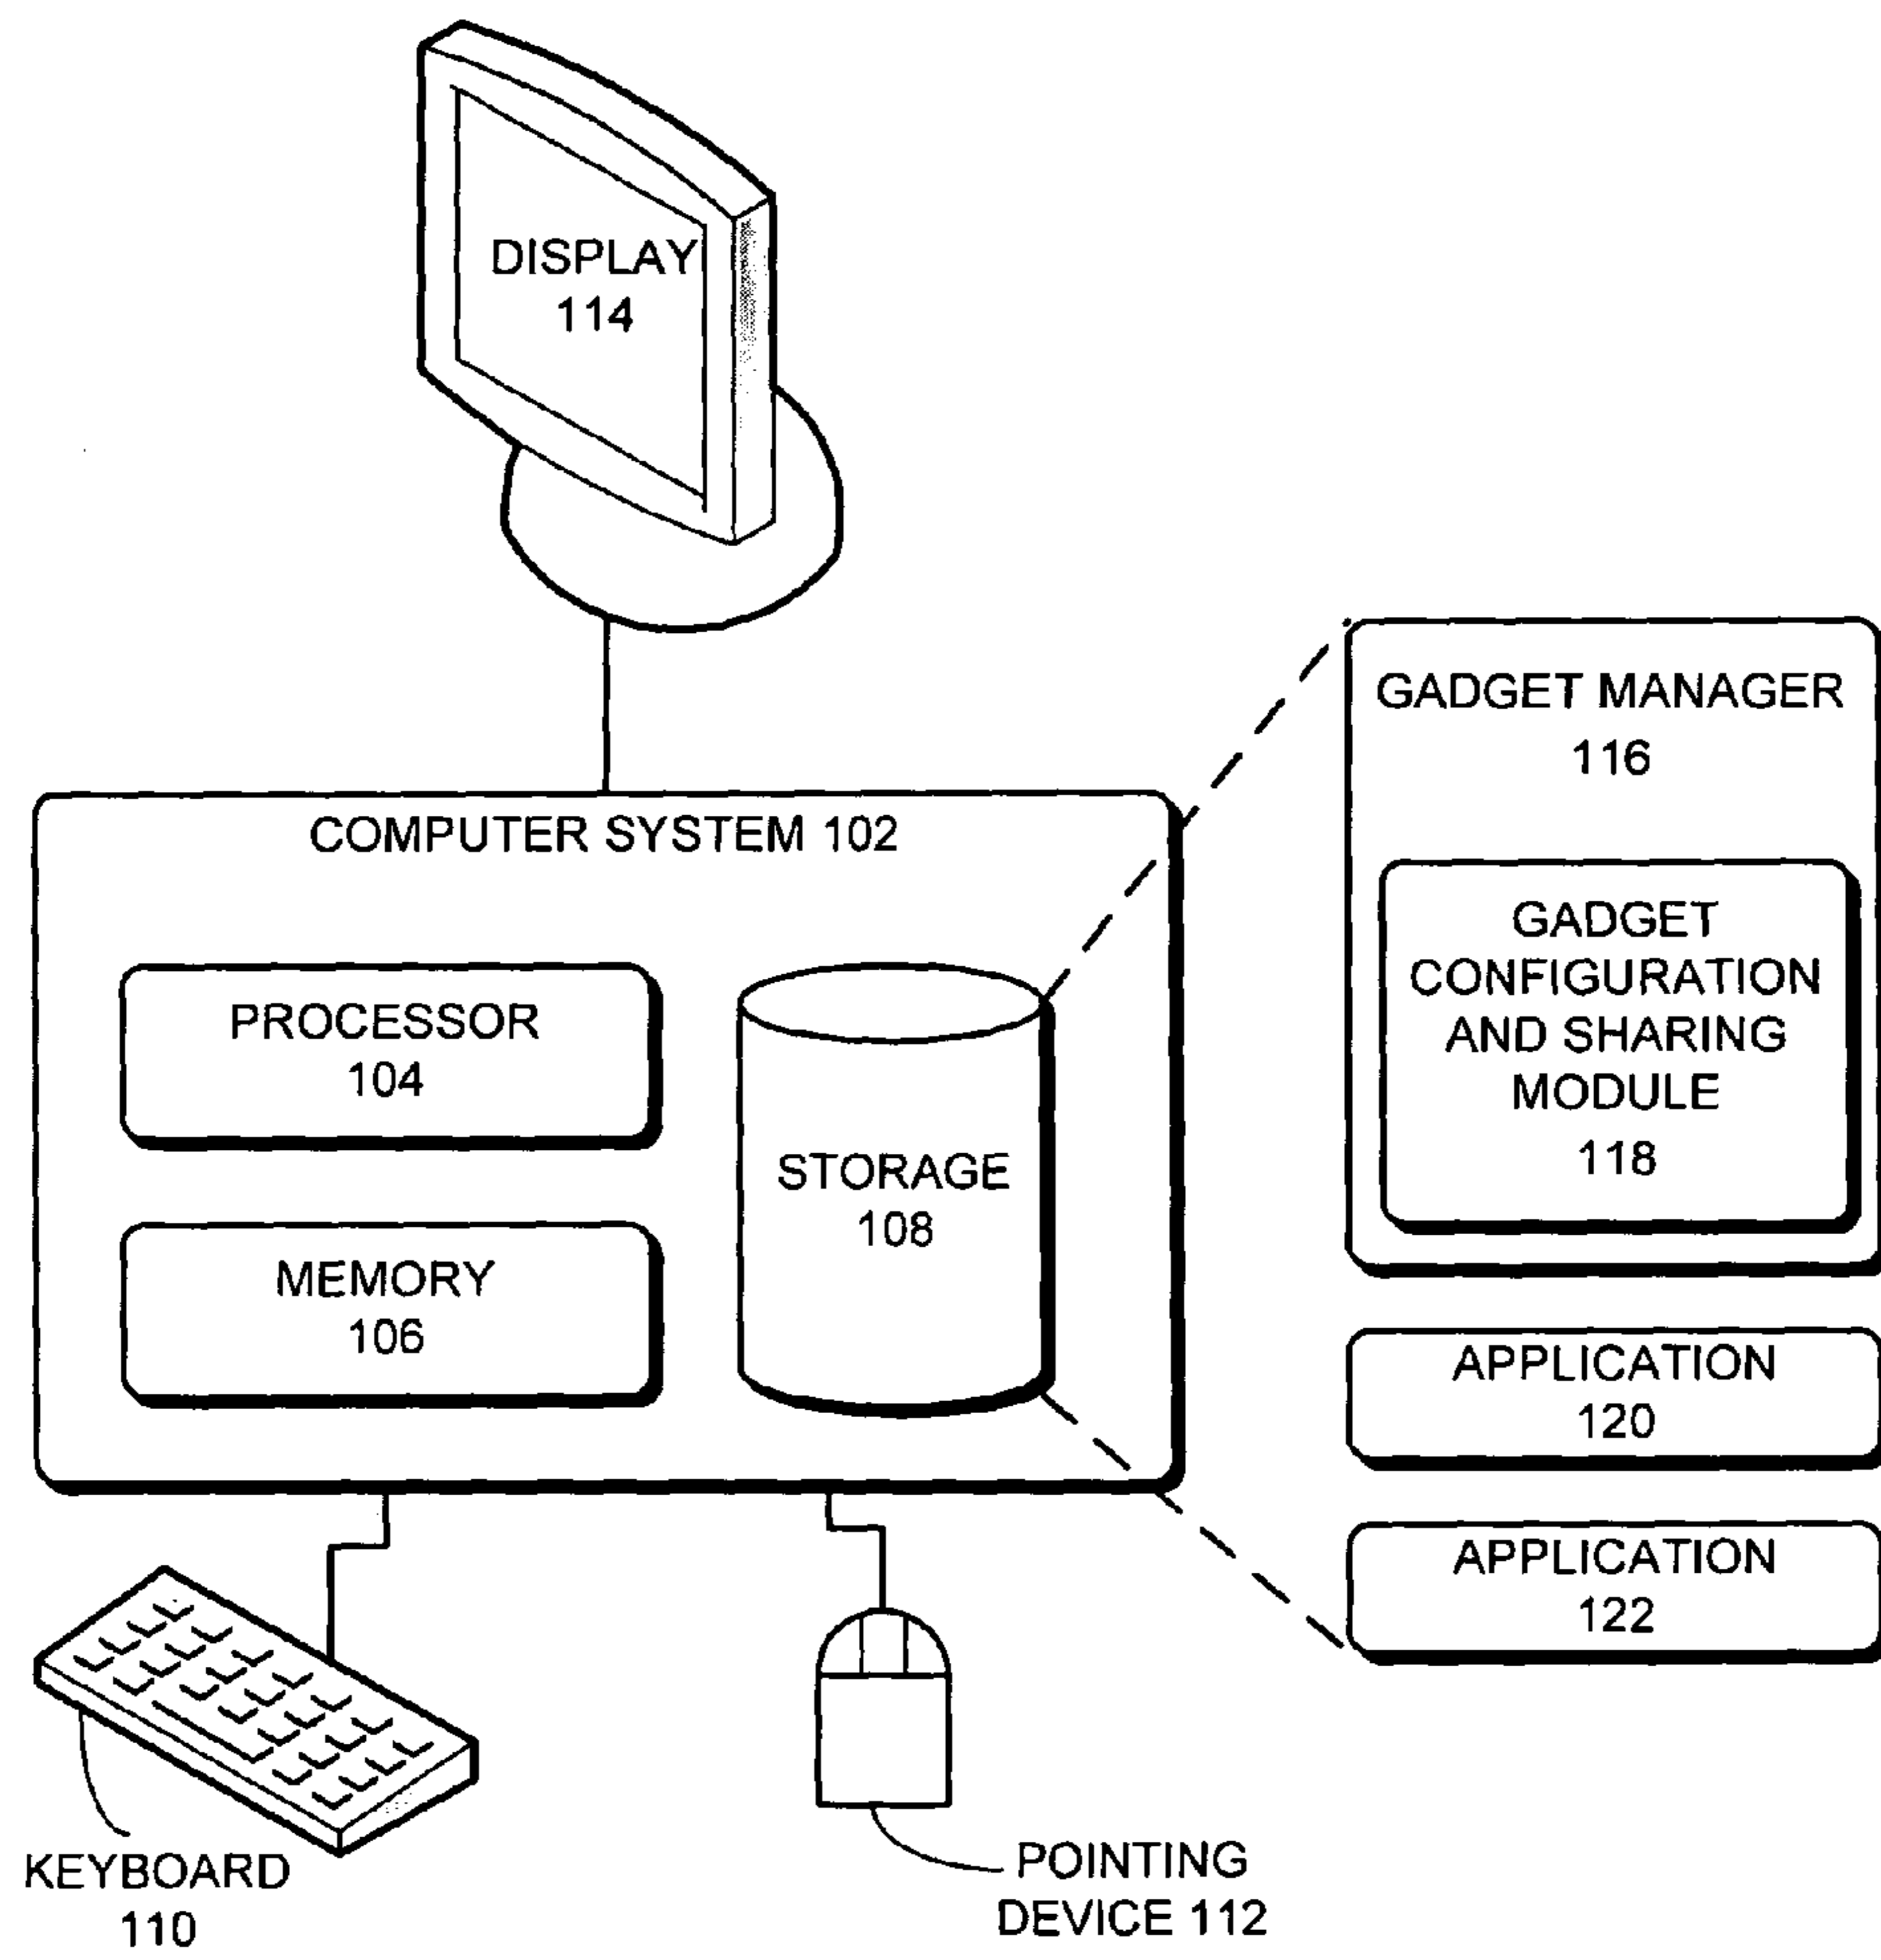 DISPLAY
114
GADGET MANAGER
116
COMPUTER SYSTEM 102
GADGET
CONFIGURATION
AND SHARING
MODULE
118
PROCESSOR
104
STORAGE
108
MEMORY
106
APPLICATION
120
APPLICATION
122
KEYBOARD
110
POINTING
DEVICE 112